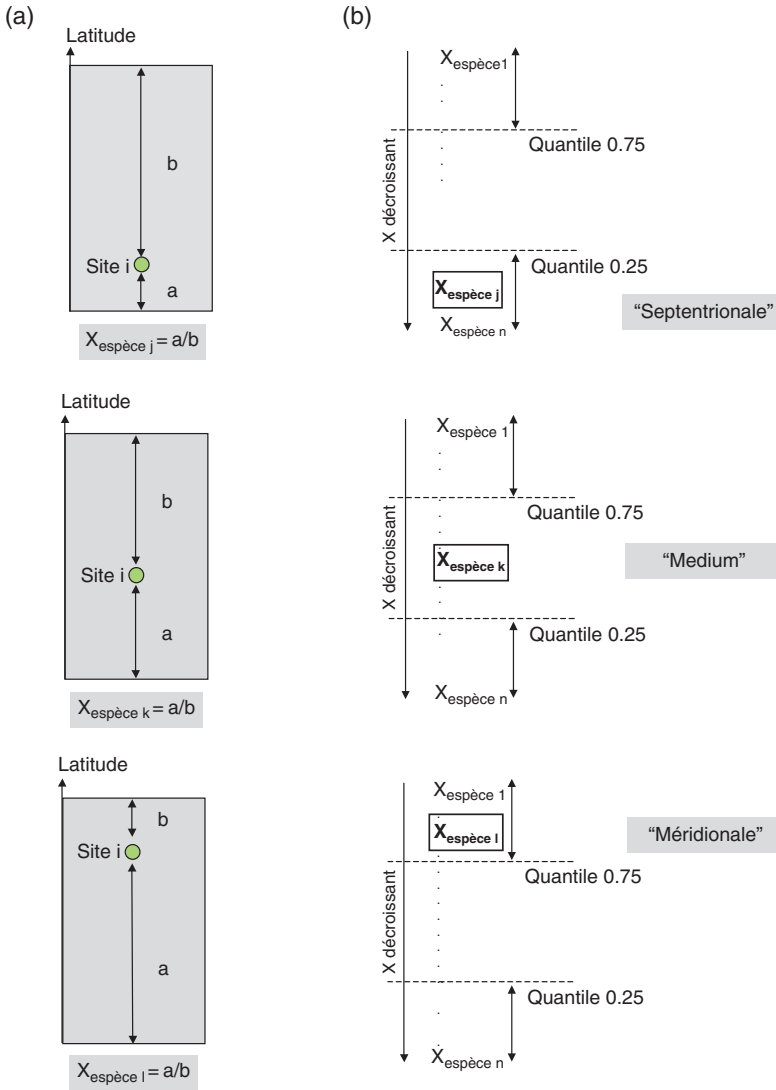 (a)
Latitude
b
Site i
a
X espèce j = a/b
(b)
X espèce1
Quantile 0.75
X décroissant
Quantile 0.25
X espèce j
X espèce n
“Septentrionale”
Latitude
b
Site i
a
X espèce k = a/b
X espèce 1
Quantile 0.75
X décroissant
X espèce k
“Medium”
Quantile 0.25
X espèce n
Latitude
b
Site i
a
X espèce l = a/b
X espèce 1
X espèce l
“Méridionale”
Quantile 0.75
X décroissant
Quantile 0.25
X espèce n